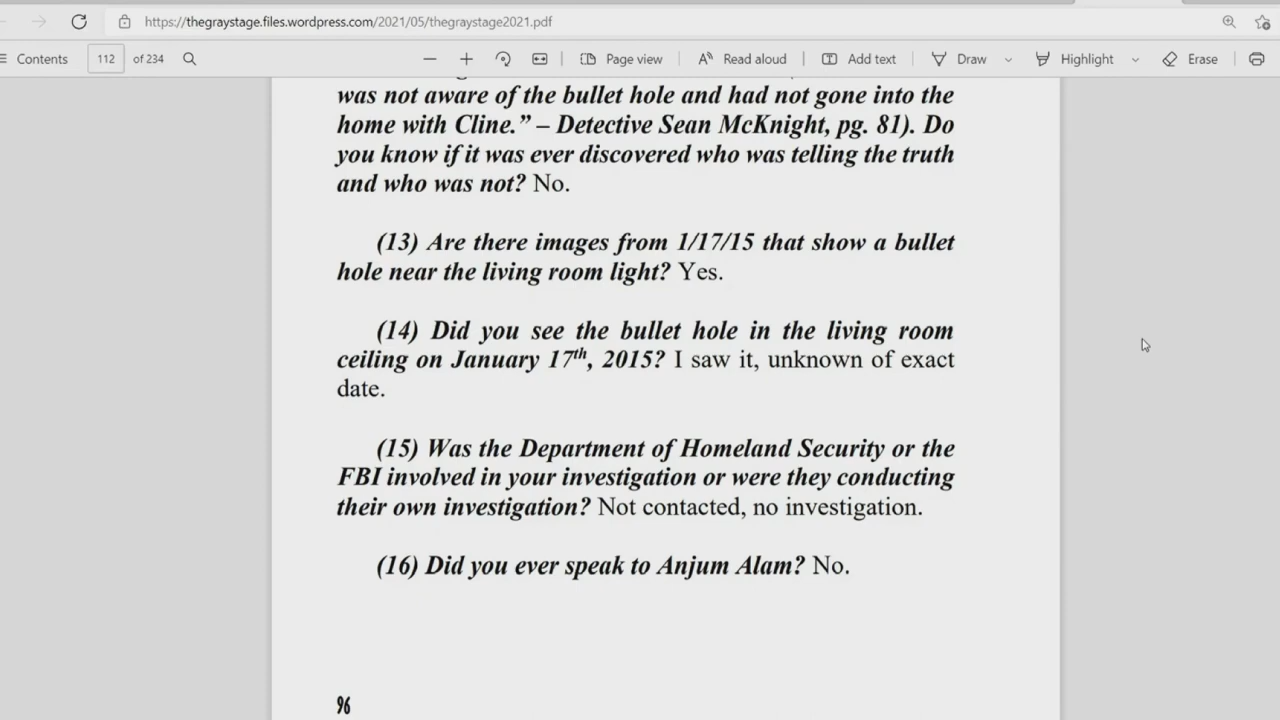 https://thegraystage.files.wordpress.com/2021/05/thegraystage2021.pdf
Contents 112 of 234 Page view Read aloud Add text Draw Highlight Erase
was not aware of the bullet hole and had not gone into the
home with Cline.” – Detective Sean McKnight, pg. 81). Do
you know if it was ever discovered who was telling the truth
and who was not? No.
(13) Are there images from 1/17/15 that show a bullet
hole near the living room light? Yes.
(14) Did you see the bullet hole in the living room
ceiling on January 17th, 2015? I saw it, unknown of exact
date.
(15) Was the Department of Homeland Security or the
FBI involved in your investigation or were they conducting
their own investigation? Not contacted, no investigation.
(16) Did you ever speak to Anjum Alam? No.
96